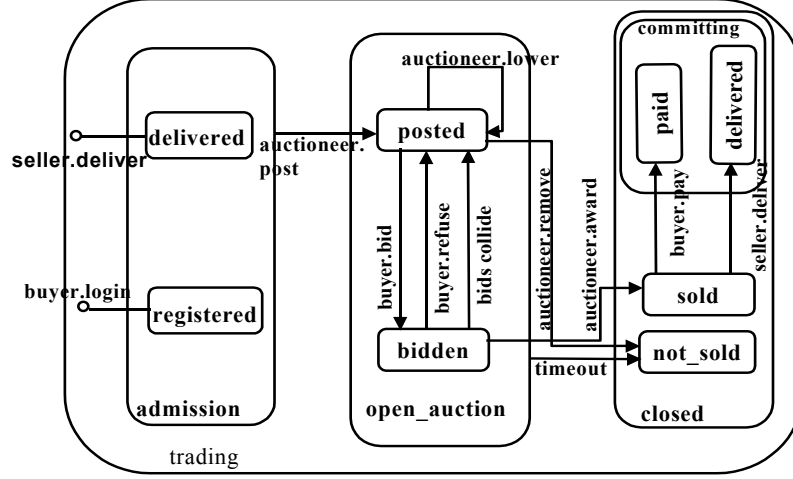 committing
auctioneer.lower
paid
delivered
delivered
posted
auctioneer.
post
seller.deliver
buyer.bid
buyer.refuse
bids collide
auctioneer.remove
auctioneer.award
buyer.pay
seller.deliver
buyer.login
registered
sold
bidden
not_sold
timeout
admission
open_auction
closed
trading